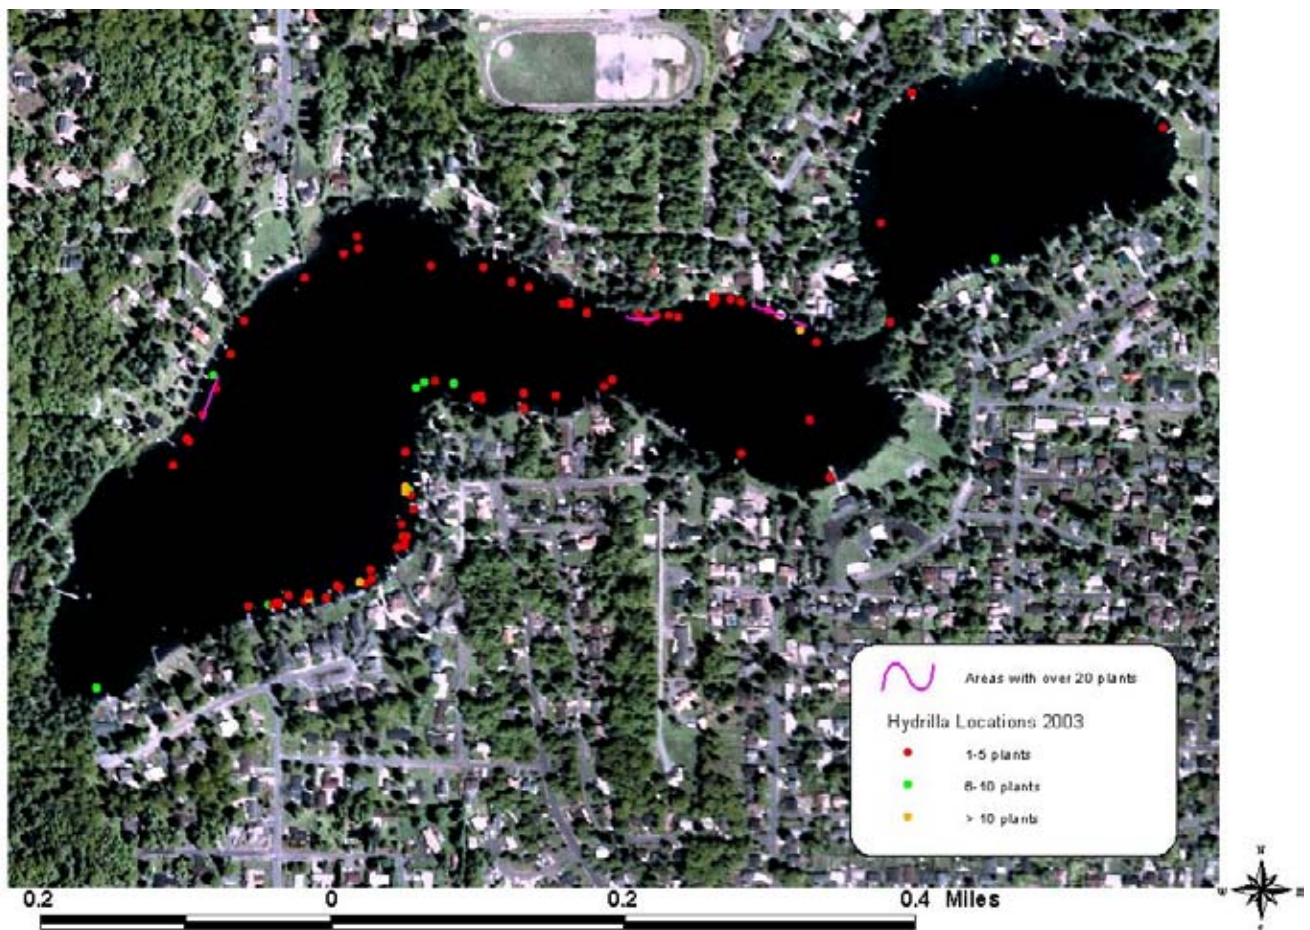 Areas with over 20 plants
Hydrilla Locations 2003
1-5 plants
6-10 plants
> 10 plants
0.2 0 0.2 0.4 Miles
N
W